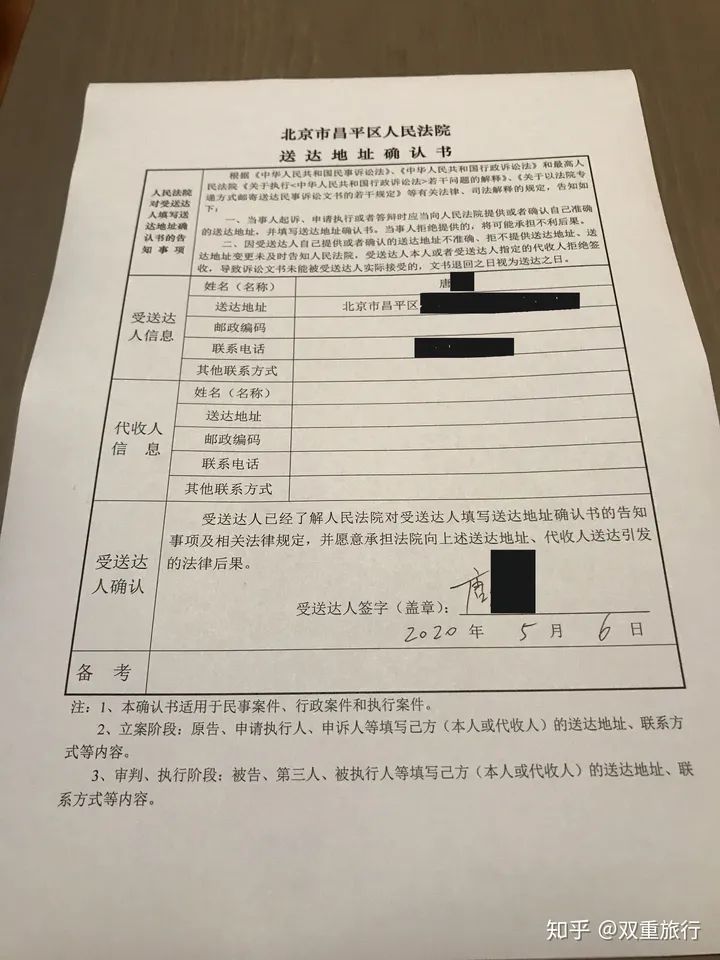 北京市昌平区人民法院
送达地址确认书
人民法院
对受送达
人填写送
达地址确
认书的告
知事项
根据《中华人民共和国民事诉讼法》、《中华人民共和国行政诉讼法》和最高人
民法院《关于执行<中华人民共和国行政诉讼法>若干问题的解释》、《关于以法院专
递方式邮寄送达民事诉讼文书的若干规定》等有关法律、司法解释的规定，告知如
下：
一、当事人起诉、申请执行或者答辩时应当向人民法院提供或者确认自己准确
的送达地址，并填写送达地址确认书。当事人拒绝提供的，将可能承担不利后果。
二、因受送达人自己提供或者确认的送达地址不准确、拒不提供送达地址、送
达地址变更未及时告知人民法院，受送达人本人或者受送达人指定的代收人拒绝签
收，导致诉讼文书未能被受送达人实际接受的，文书退回之日视为送达之日。
受送达
人信息
姓名（名称） 唐
送达地址 北京市昌平区
邮政编码
联系电话
其他联系方式
代收人
信 息
姓名（名称）
送达地址
邮政编码
联系电话
其他联系方式
受送达
人确认
受送达人已经了解人民法院对受送达人填写送达地址确认书的告知
事项及相关法律规定，并愿意承担法院向上述送达地址、代收人送达引发
的法律后果。
受送达人签字（盖章）：唐
2020 年 5 月 6 日
备 考
注：1、本确认书适用于民事案件、行政案件和执行案件。
2、立案阶段：原告、申请执行人、申诉人等填写己方（本人或代收人）的送达地址、联系方
式等内容。
3、审判、执行阶段：被告、第三人、被执行人等填写己方（本人或代收人）的送达地址、联
系方式等内容。
知乎 @双重旅行